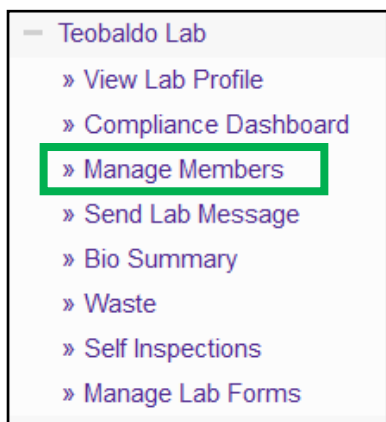 Teobaldo Lab
» View Lab Profile
» Compliance Dashboard
» Manage Members
» Send Lab Message
» Bio Summary
» Waste
» Self Inspections
» Manage Lab Forms